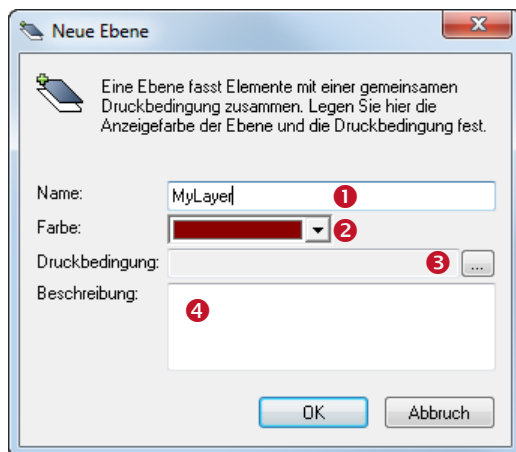 Neue Ebene
Eine Ebene fasst Elemente mit einer gemeinsamen
Druckbedingung zusammen. Legen Sie hier die
Anzeigefarbe der Ebene und die Druckbedingung fest.
Name: MyLayer 1
Farbe: 2
Druckbedingung: 3 ...
Beschreibung: 4
OK Abbruch